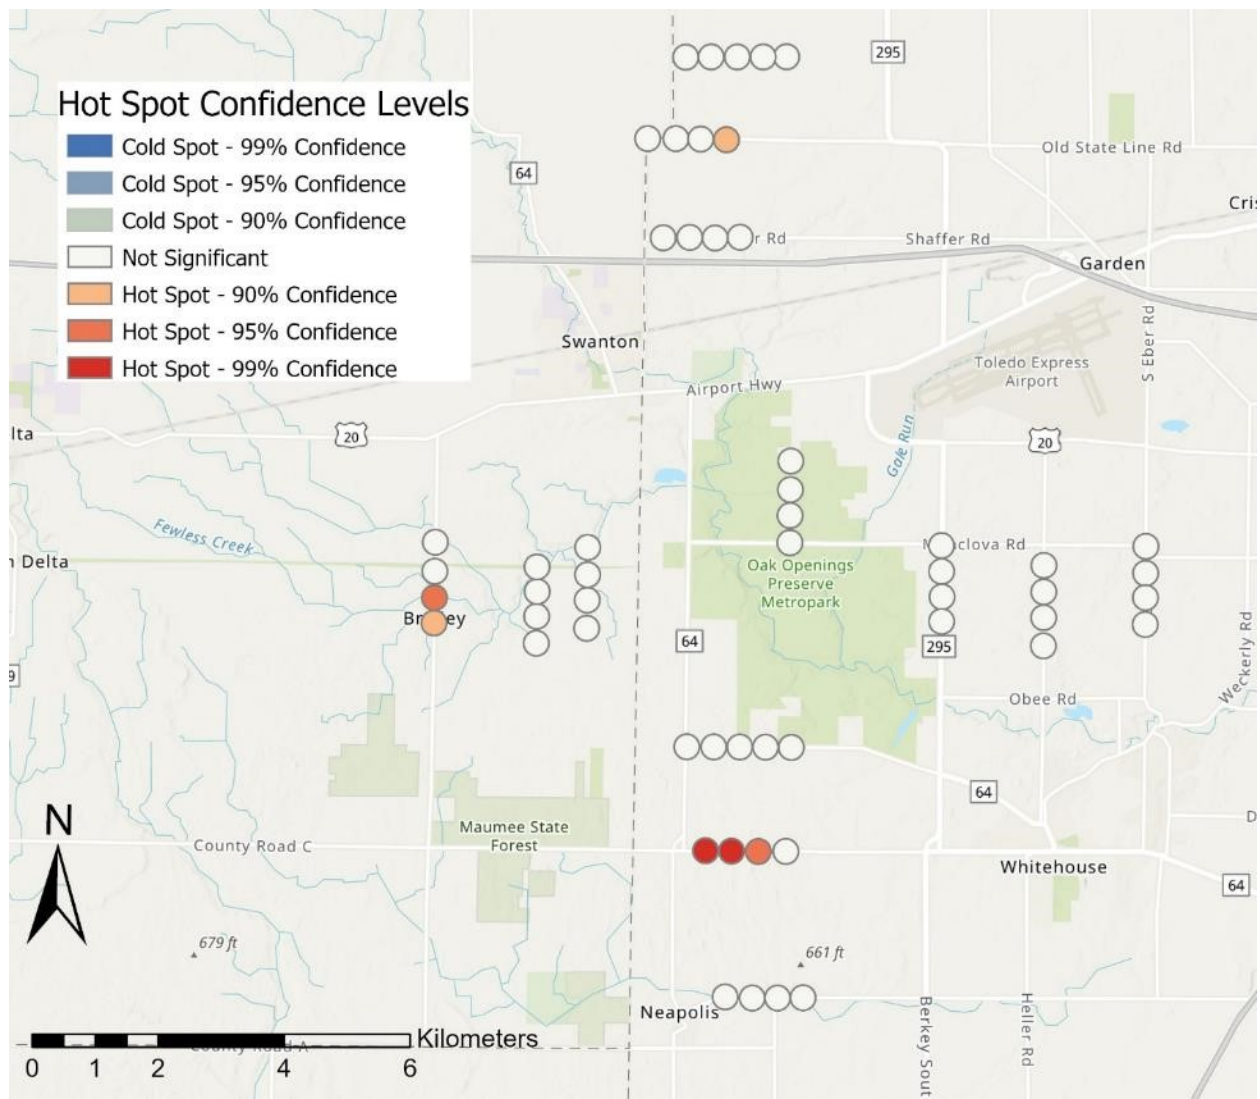 295
Hot Spot Confidence Levels
Cold Spot - 99% Confidence
Cold Spot - 95% Confidence
Cold Spot - 90% Confidence
Not Significant
Hot Spot - 90% Confidence
Hot Spot - 95% Confidence
Hot Spot - 99% Confidence
64
Old State Line Rd
Cris
r Rd
Shaffer Rd
Garden
S Eber Rd
Swanton
Toledo Express
Airport
Airport Hwy
lta
20
20
Gale Run
Fewless Creek
Delta
Rd
Oak Openings
Preserve
Metropark
64
295
9
Weckerly Rd
Obee Rd
64
N
Maumee State
Forest
County Road C
D
Whitehouse
64
679 ft
661 ft
Neapolis
Berkey Sout
Heller Rd
Kilometers
County Road A
0 1 2 4 6